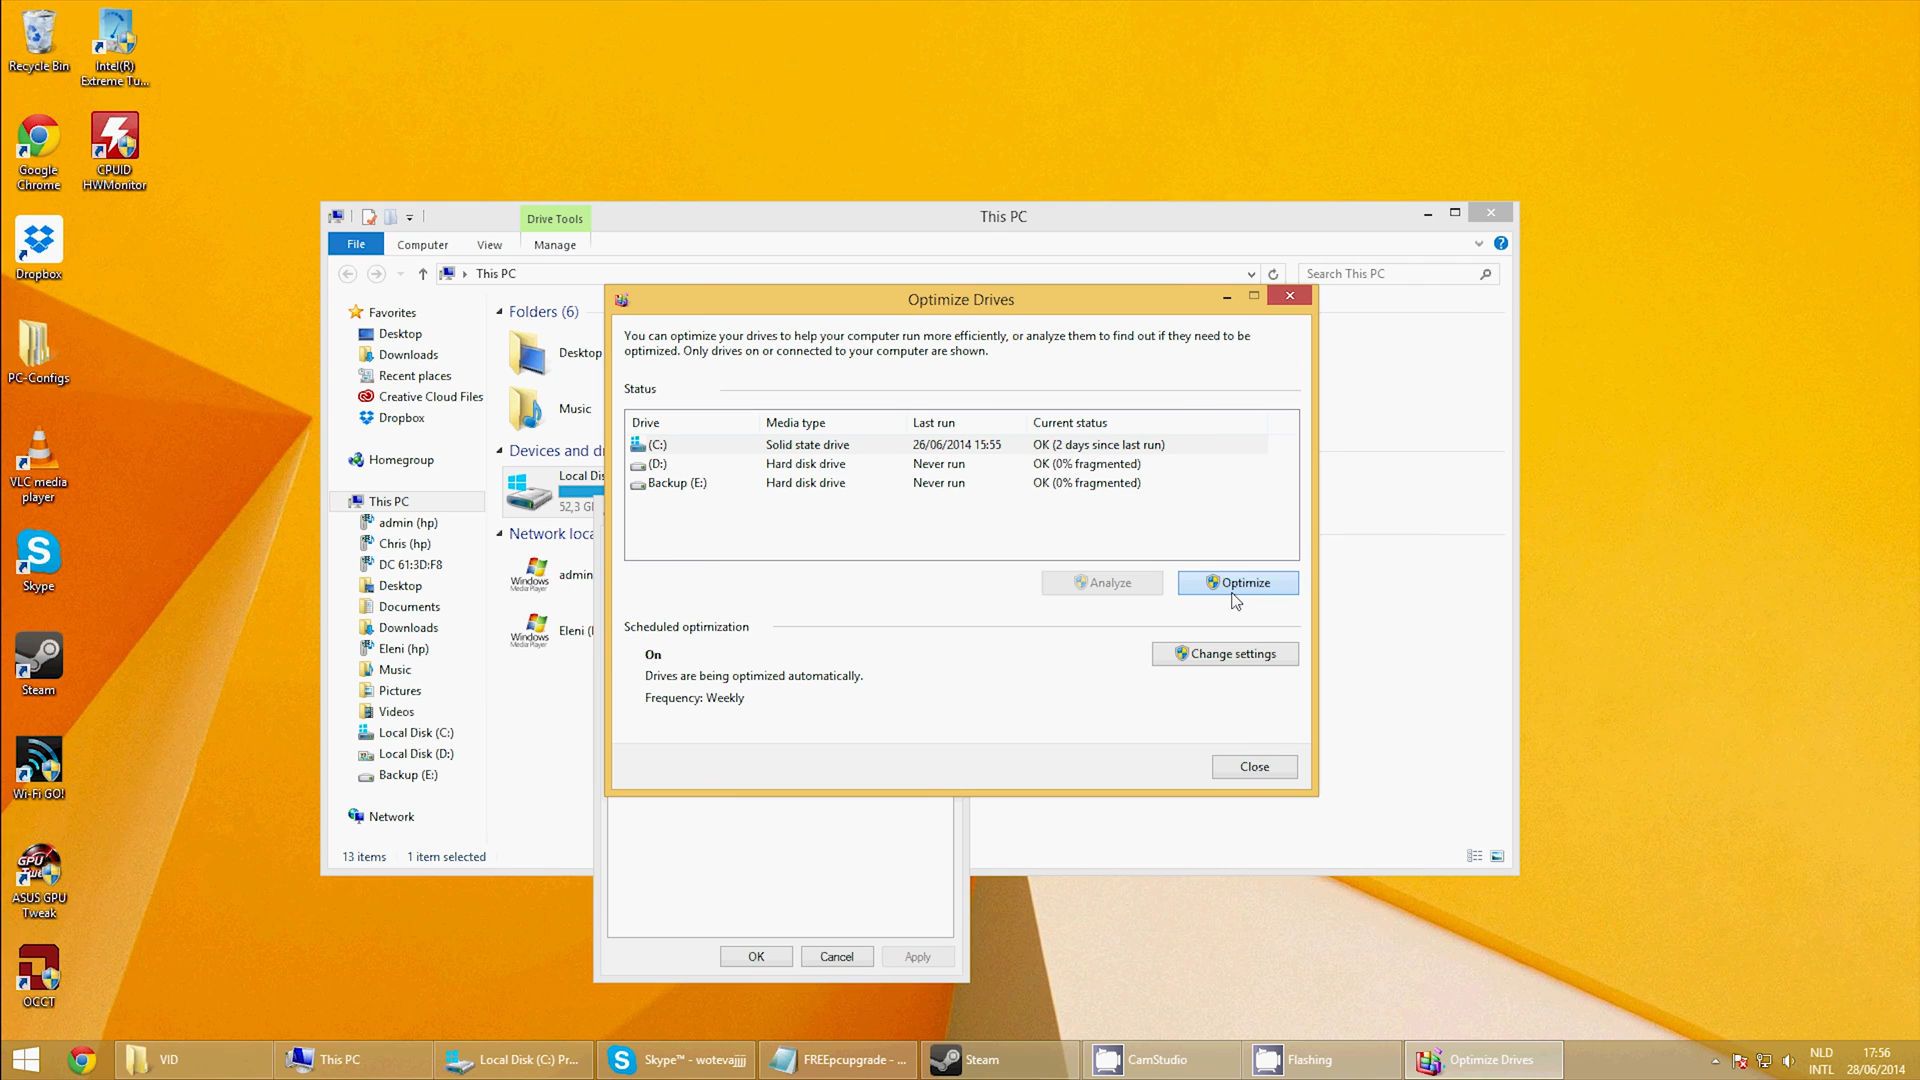 Recycle Bin
Intel(R)
Extreme Tu...
Google
Chrome
CPUID
HWMonitor
Dropbox
PC-Configs
VLC media
player
Skype
Steam
Wi-Fi GO!
ASUS GPU
Tweak
OCCT
Drive Tools
This PC
File
Computer
View
Manage
This PC
Search This PC
Favorites
Desktop
Downloads
Recent places
Creative Cloud Files
Dropbox
Homegroup
This PC
admin (hp)
Chris (hp)
DC 61:3D:F8
Desktop
Documents
Downloads
Eleni (hp)
Music
Pictures
Videos
Local Disk (C:)
Local Disk (D:)
Backup (E:)
Network
13 items
1 item selected
Folders (6)
Desktop
Music
Devices and
Local Dis
52,3 G
Network loca
Windows
Media Player
admin
Windows
Media Player
Eleni (
Optimize Drives
You can optimize your drives to help your computer run more efficiently, or analyze them to find out if they need to be
optimized. Only drives on or connected to your computer are shown.
Status
Drive Media type Last run Current status
(C:) Solid state drive 26/06/2014 15:55 OK (2 days since last run)
(D:) Hard disk drive Never run OK (0% fragmented)
Backup (E:) Hard disk drive Never run OK (0% fragmented)
Analyze
Optimize
Scheduled optimization
On
Change settings
Drives are being optimized automatically.
Frequency: Weekly
Close
OK
Cancel
Apply
VID
This PC
Local Disk (C:) Pr...
Skype™ - wotevajjjj
FREEpcupgrade - ...
Steam
CamStudio
Flashing
Optimize Drives
NLD
INTL
17:56
28/06/2014